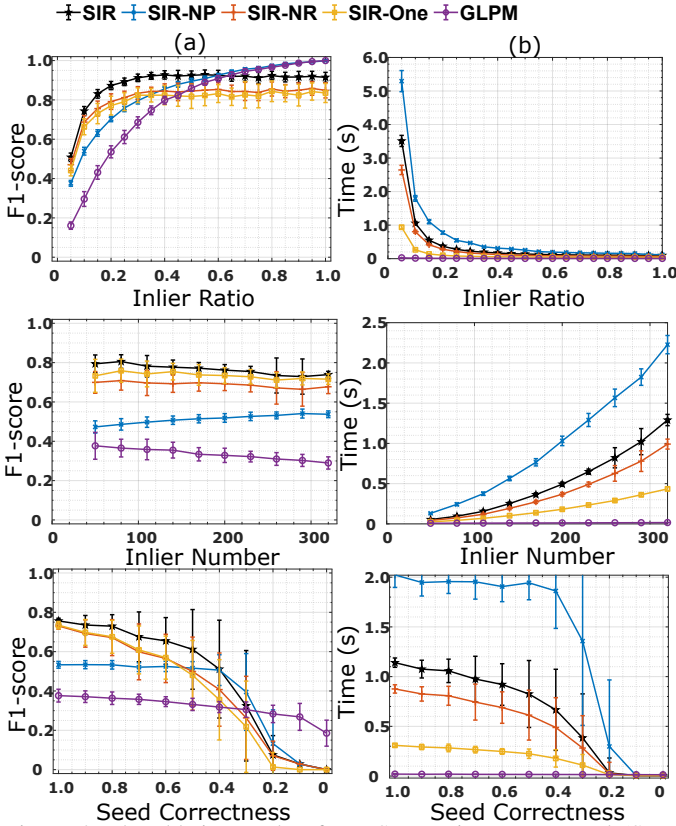 SIR SIR-NP SIR-NR SIR-One GLPM
(a) (b)
1.0 0.8 0.6 0.4 0.2 0
F1-score
0 0.2 0.4 0.6 0.8 1.0
Inlier Ratio
6.0 5.0 4.0 3.0 2.0 1.0 0
Time (s)
0 0.2 0.4 0.6 0.8 1.0
Inlier Ratio
1.0 0.8 0.6 0.4 0.2 0
F1-score
0 100 200 300
Inlier Number
2.5 2.0 1.5 1.0 0.5 0
Time (s)
0 100 200 300
Inlier Number
1.0 0.8 0.6 0.4 0.2 0
F1-score
1.0 0.8 0.6 0.4 0.2 0
Seed Correctness
2.0 1.5 1.0 0.5 0
Time (s)
1.0 0.8 0.6 0.4 0.2 0
Seed Correctness